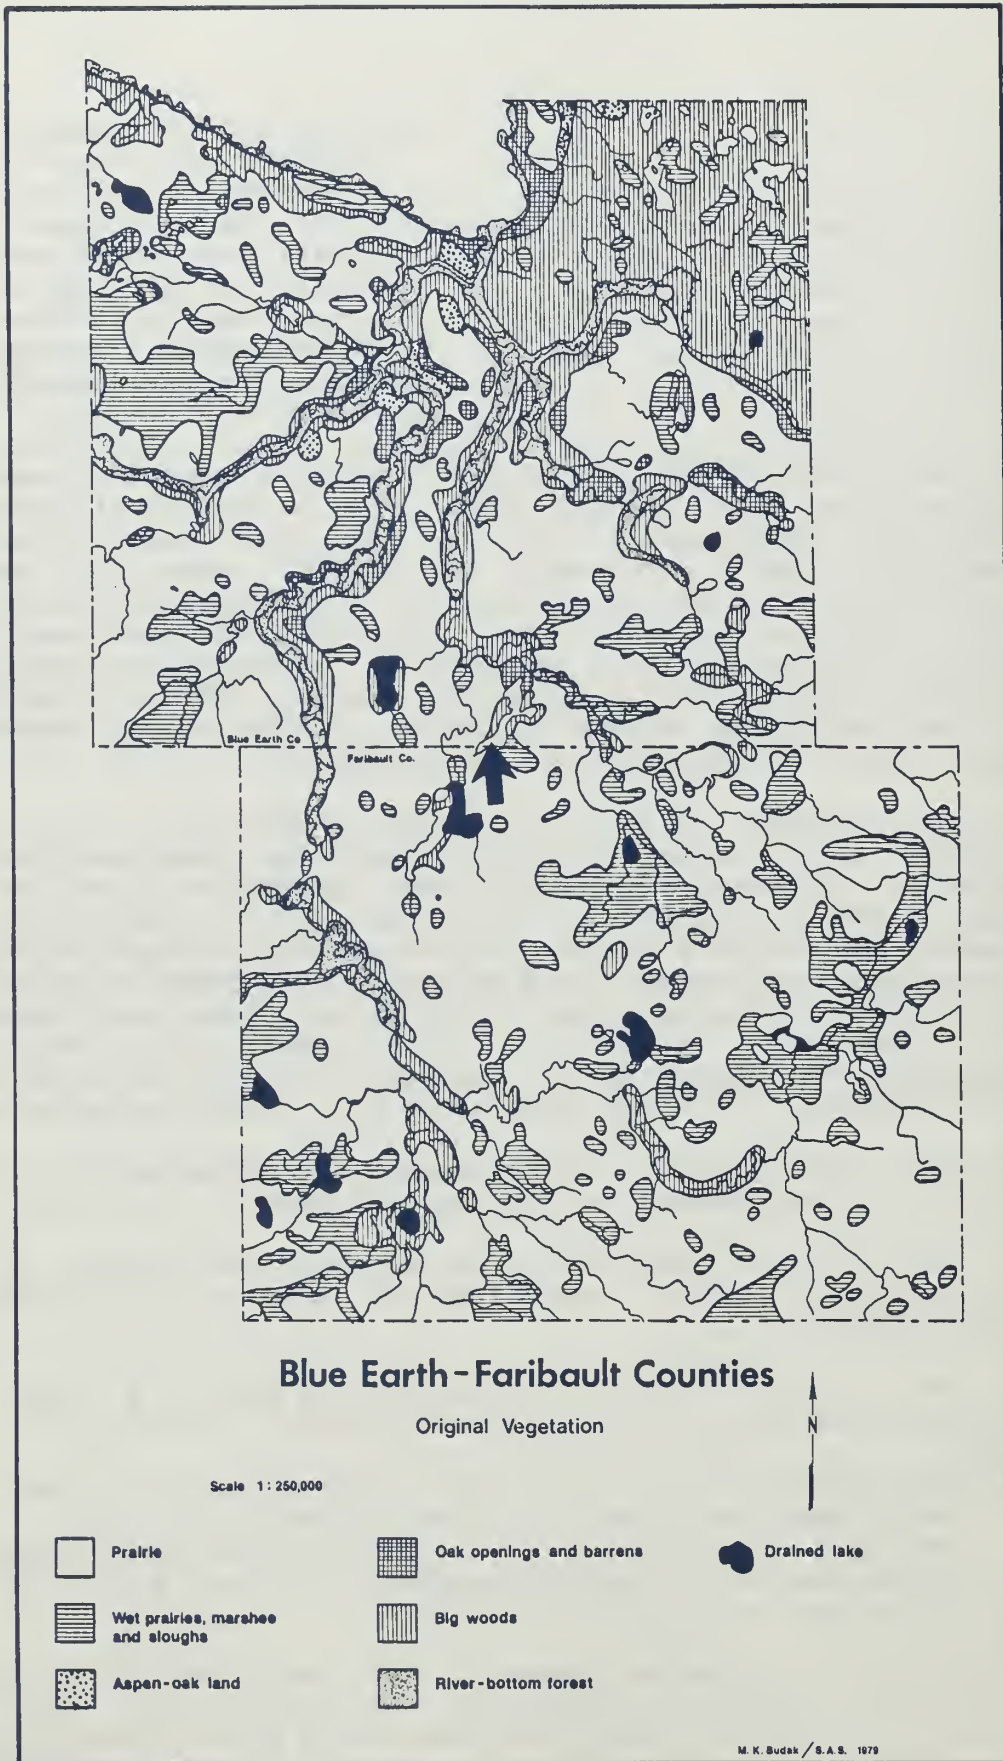 Blue Earth Co
Faribault Co.
Blue Earth-Faribault Counties
Original Vegetation
N
Scale 1:250,000
Prairie
Oak openings and barrens
Drained lake
Wet prairies, marshee
and sloughs
Big woods
Aspen-oak land
River-bottom forest
M. K. Budak / S.A.S. 1979